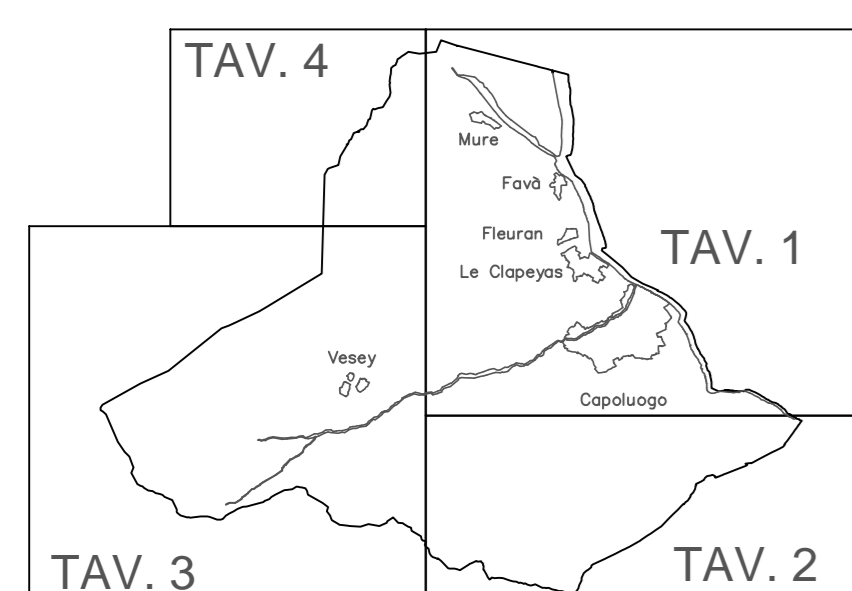 TAV. 4
Mure
Favà
Fleuran
TAV. 1
Le Clapeyas
Vesey
Capoluogo
TAV. 3
TAV. 2